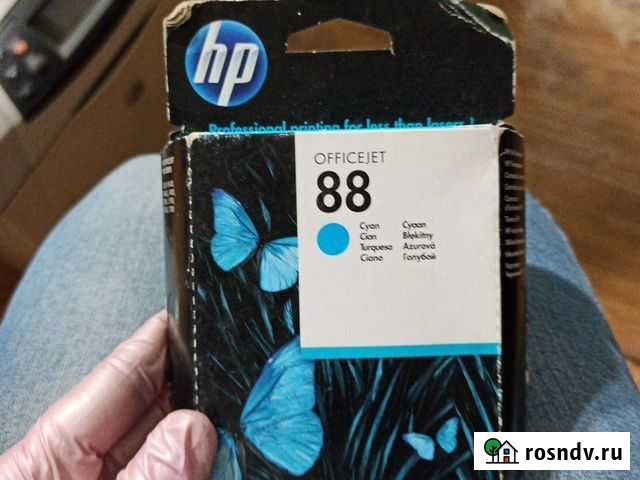 hp
Professional printing for less than lasers ¹
OFFICEJET
88
Cyan Cyaan
Cian Błękitny
Turquesa Azurová
Ciano Голубой
rosndv.ru